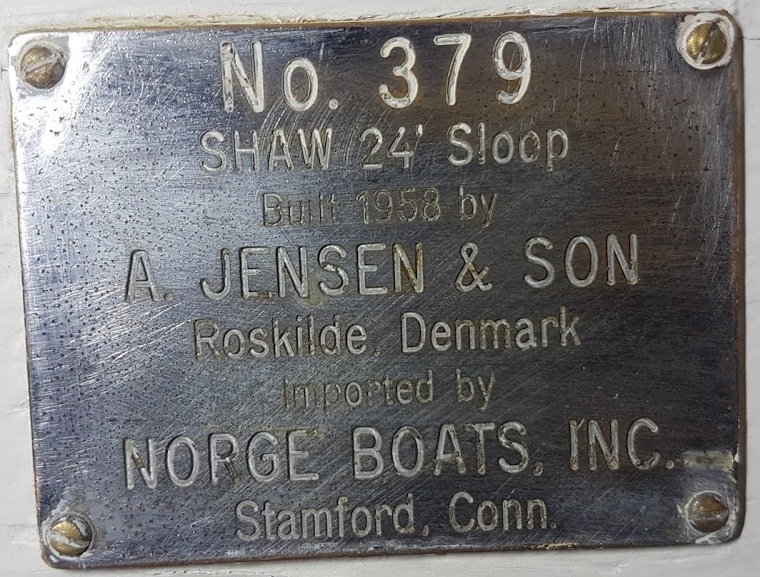 No. 379
SHAW 24' Sloop
Built 1958 by
A. JENSEN & SON
Roskilde, Denmark
Imported by
NORGE BOATS, INC.
Stamford, Conn.